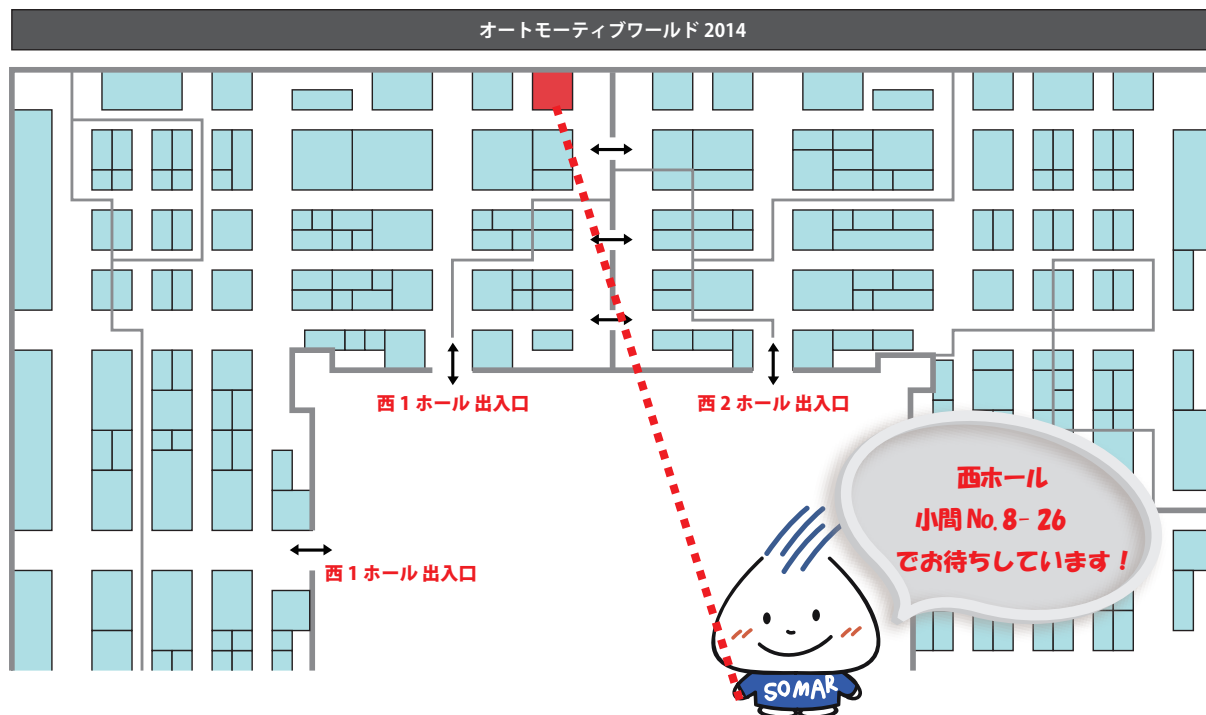 オートモーティブワールド 2014
西 1 ホール 出入口
西 2 ホール 出入口
西ホール
小間 No. 8- 26
でお待ちしています！
西 1 ホール 出入口
SOMAR